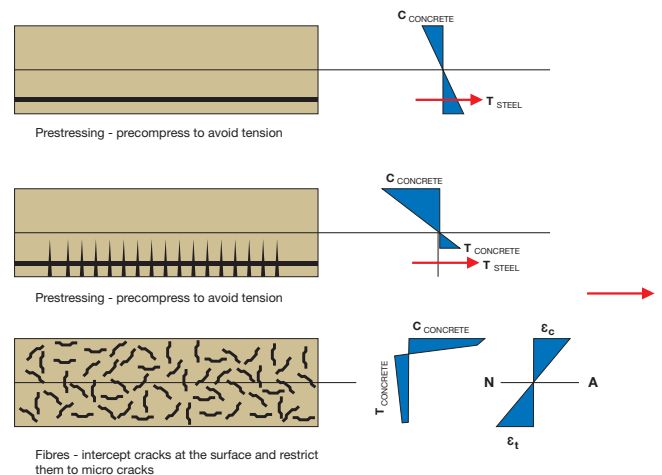 C CONCRETE
T STEEL
Prestressing - precompress to avoid tension
C CONCRETE
T CONCRETE
T STEEL
Prestressing - precompress to avoid tension
C CONCRETE
T CONCRETE
εc
N
A
εt
Fibres - intercept cracks at the surface and restrict
them to micro cracks